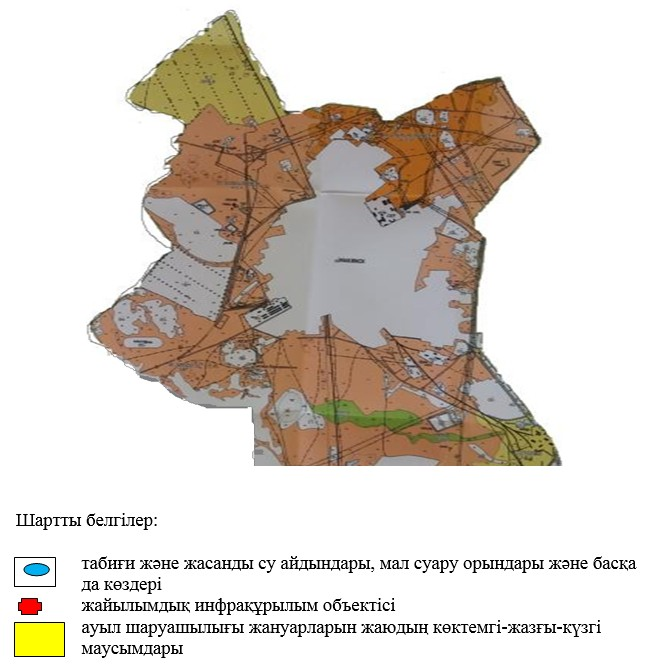 Шартты белгілер:
табиғи және жасанды су айдындары, мал суару орындары және басқа
да көздері
жайылымдық инфрақұрылым объектісі
ауыл шаруашылығы жануарларын жаюдың көктемгі-жазғы-күзгі
маусымдары